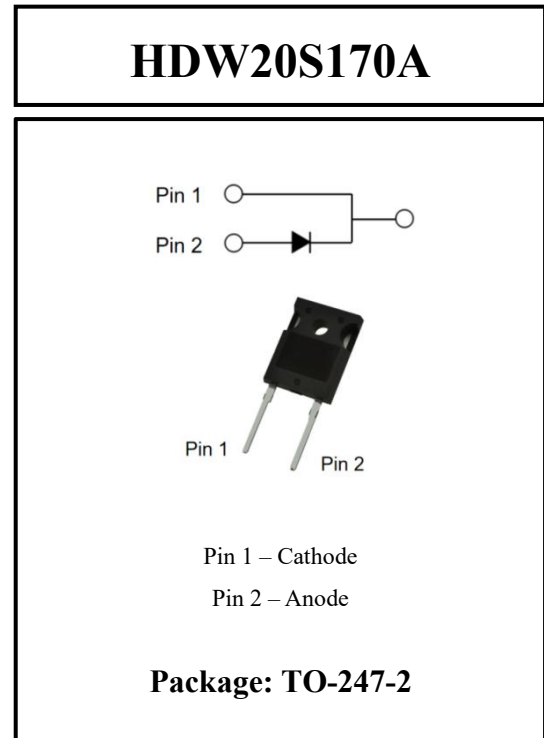 HDW20S170A
Pin 1
Pin 2
Pin 1
Pin 2
Pin 1 – Cathode
Pin 2 – Anode
Package: TO-247-2